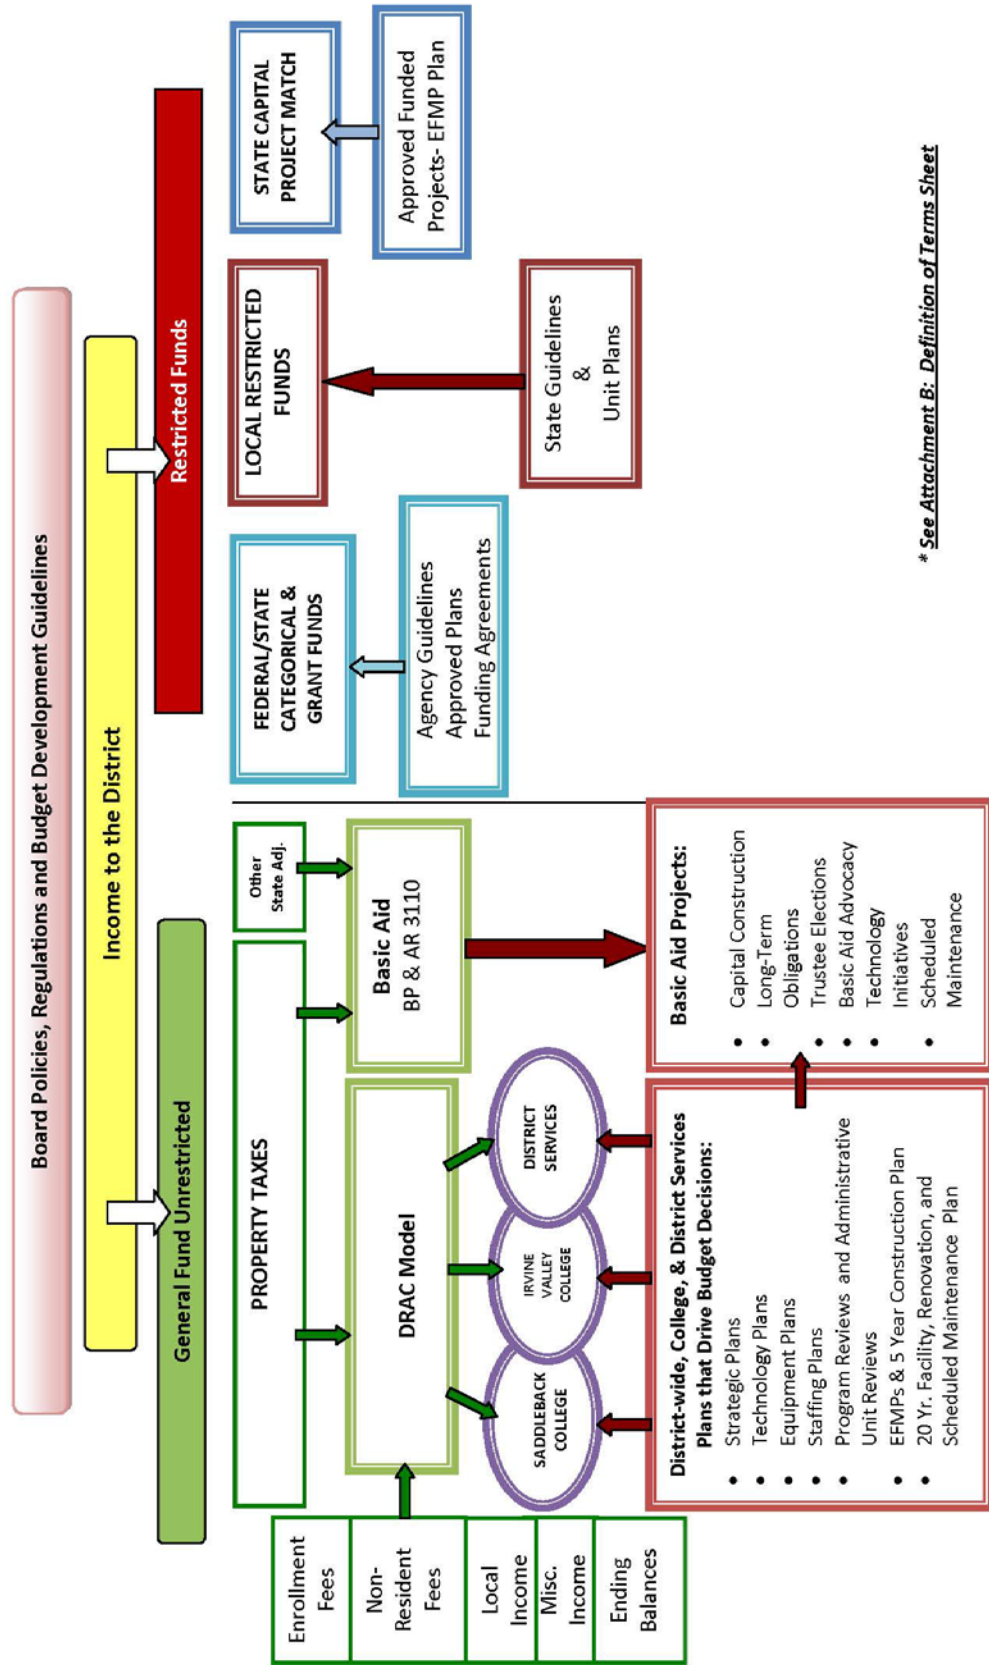 Board Policies, Regulations and Budget Development Guidelines
Income to the District
General Fund Unrestricted
Restricted Funds
PROPERTY TAXES
Other
State Adj.
FEDERAL/STATE
CATEGORICAL &
GRANT FUNDS
LOCAL RESTRICTED
FUNDS
STATE CAPITAL
PROJECT MATCH
Enrollment
Fees
Non-
Resident
Fees
Local
Income
Misc.
Income
Ending
Balances
DRAC Model
Basic Aid
BP & AR 3110
Agency Guidelines
Approved Plans
Funding Agreements
State Guidelines
&
Unit Plans
Approved Funded
Projects- EFMP Plan
SADDLEBACK
COLLEGE
IRVINE
VALLEY
COLLEGE
DISTRICT
SERVICES
District-wide, College, & District Services
Plans that Drive Budget Decisions:
• Strategic Plans
• Technology Plans
• Equipment Plans
• Staffing Plans
• Program Reviews and Administrative
Unit Reviews
• EFMPs & 5 Year Construction Plan
• 20 Yr. Facility, Renovation, and
Scheduled Maintenance Plan
Basic Aid Projects:
• Capital Construction
• Long-Term
Obligations
• Trustee Elections
• Basic Aid Advocacy
• Technology
Initiatives
• Scheduled
Maintenance
* See Attachment B: Definition of Terms Sheet